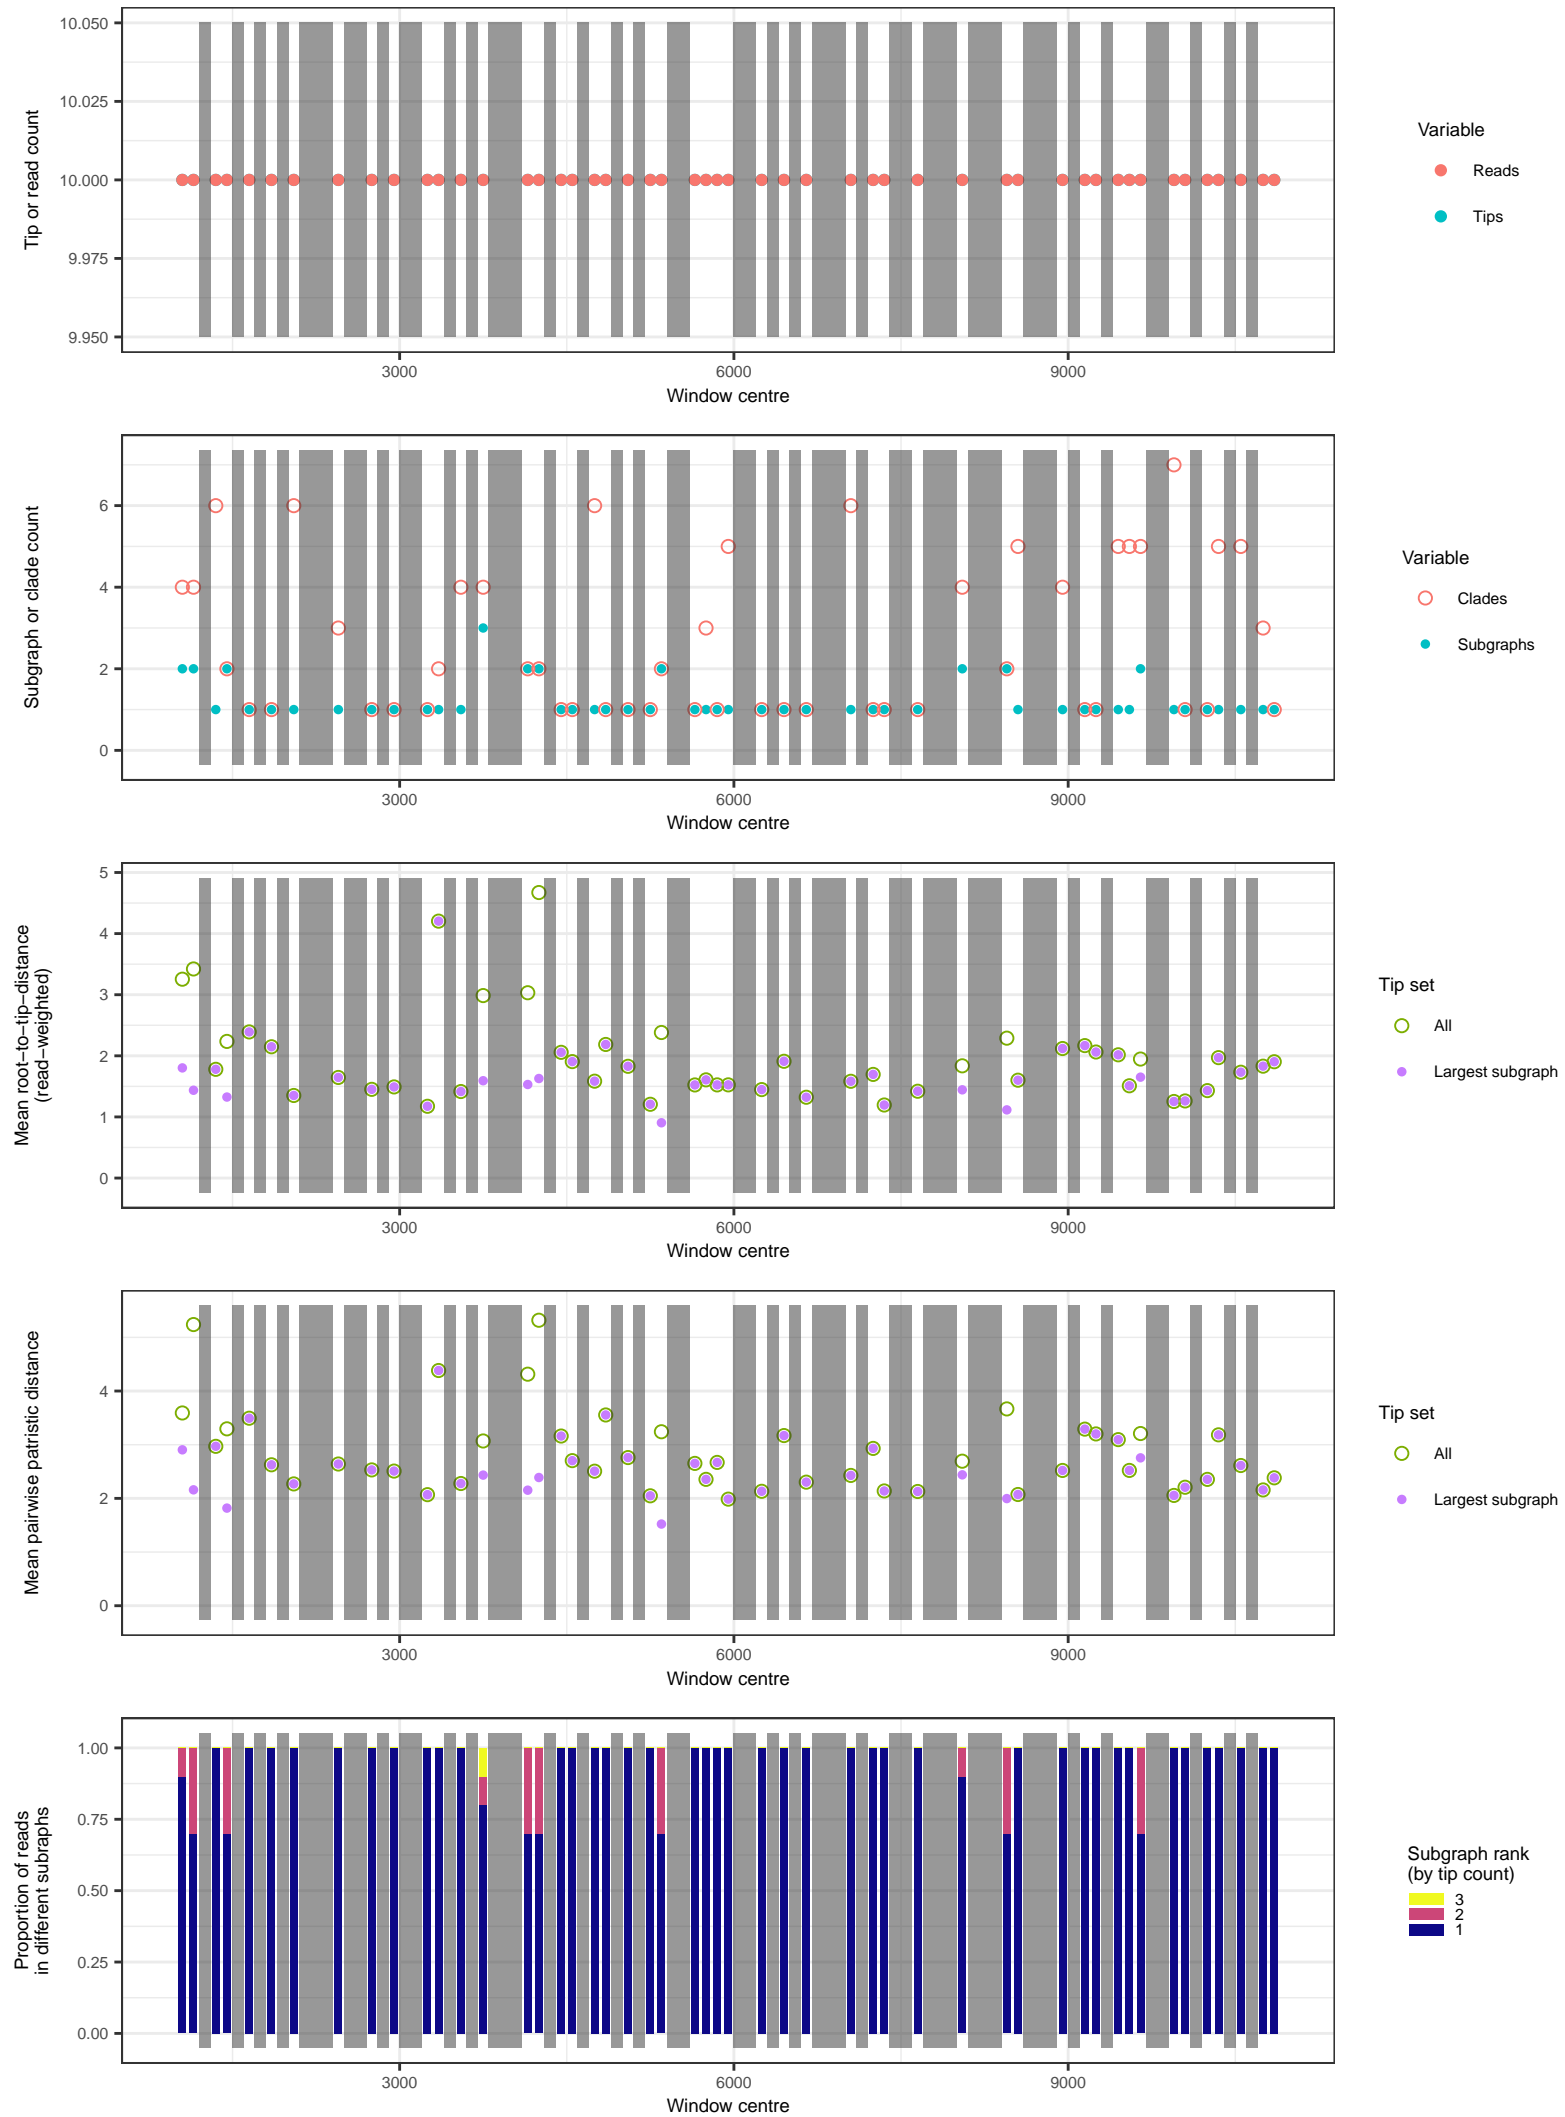 10.050
10.025
10.000
9.975
9.950
Tip or read count
3000
6000
9000
Window centre
Variable
Reads
Tips
6
4
2
0
Subgraph or clade count
3000
6000
9000
Window centre
Variable
Clades
Subgraphs
5
4
3
2
1
0
Mean root−to−tip−distance
(read−weighted)
3000
6000
9000
Window centre
Tip set
All
Largest subgraph
4
2
0
Mean pairwise patristic distance
3000
6000
9000
Window centre
Tip set
All
Largest subgraph
1.00
0.75
0.50
0.25
0.00
Proportion of reads
in different subraphs
3000
6000
9000
Window centre
Subgraph rank
(by tip count)
3
2
1